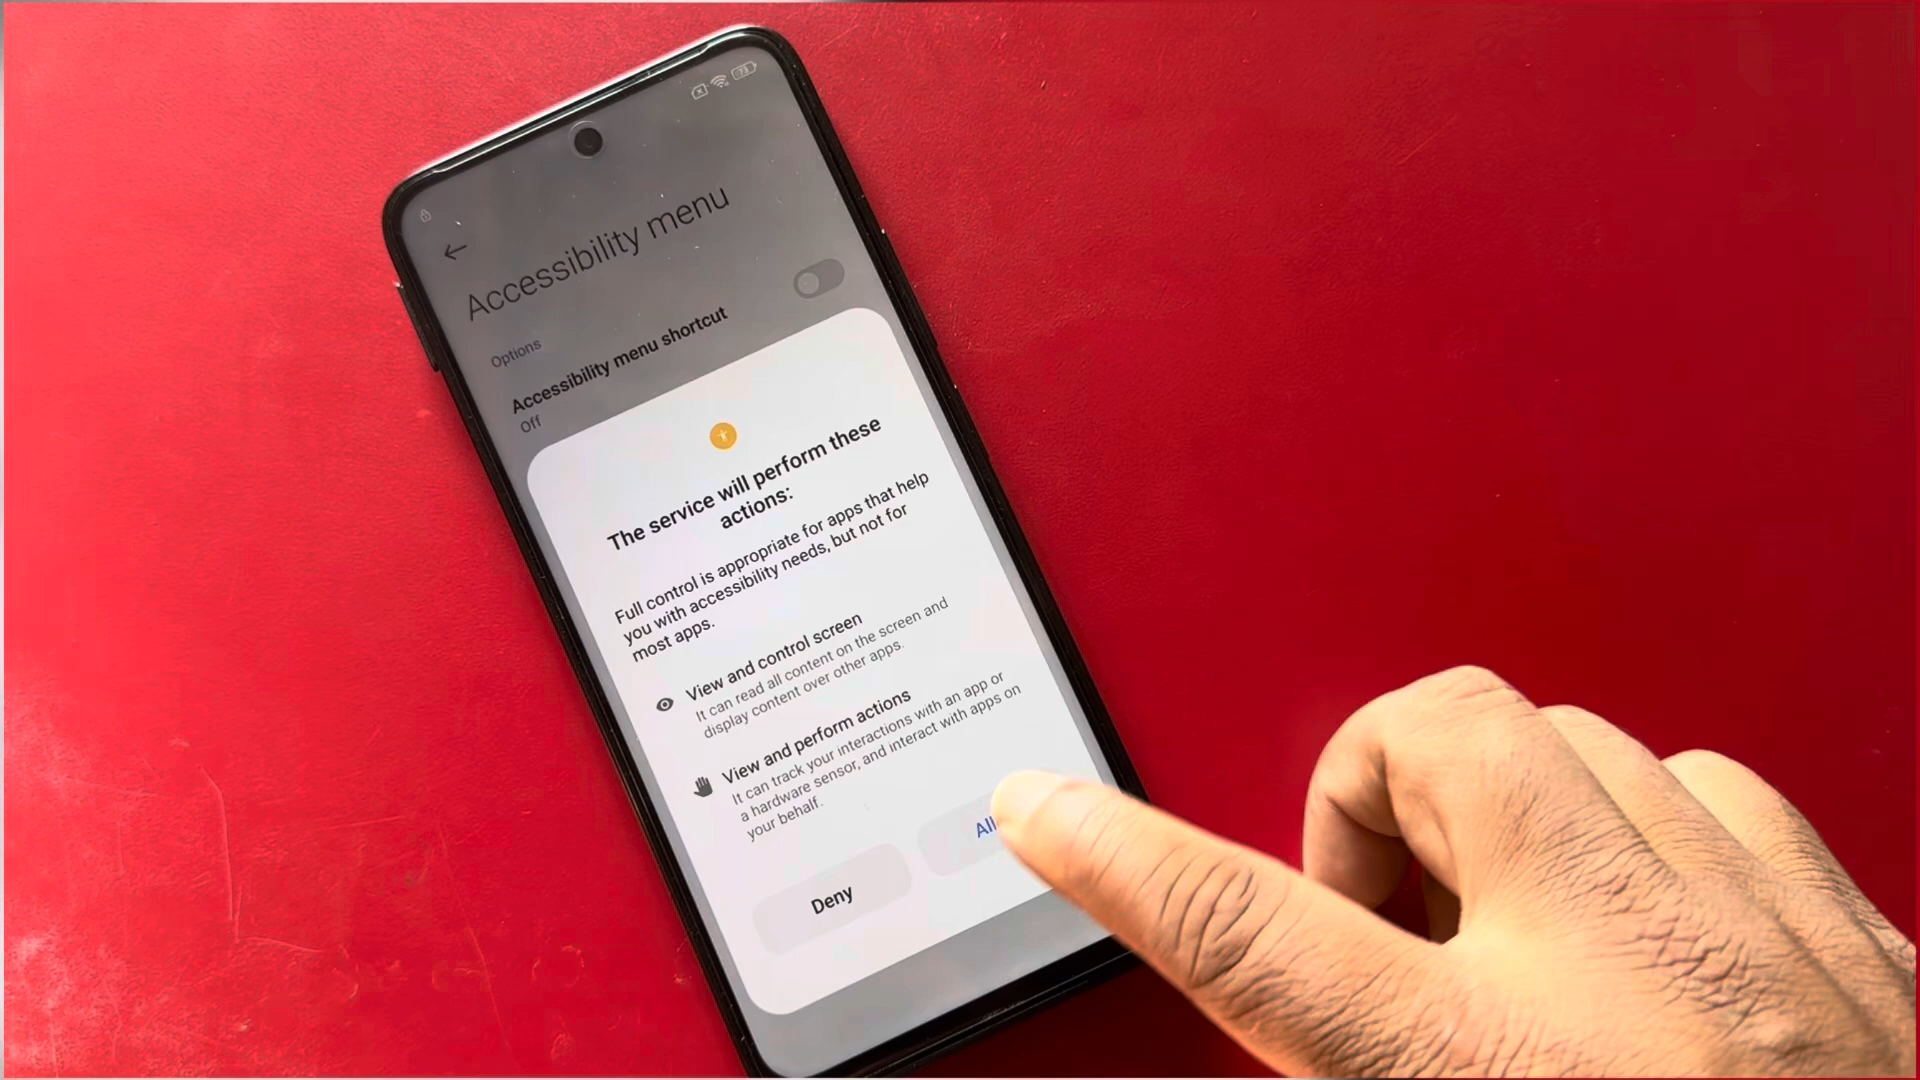 73
Accessibility menu
Options
Accessibility menu shortcut
Off
The service will perform these
actions:
Full control is appropriate for apps that help
you with accessibility needs, but not for
most apps.
View and control screen
It can read all content on the screen and
display content over other apps.
View and perform actions
It can track your interactions with an app or
a hardware sensor, and interact with apps on
your behalf.
Deny
All